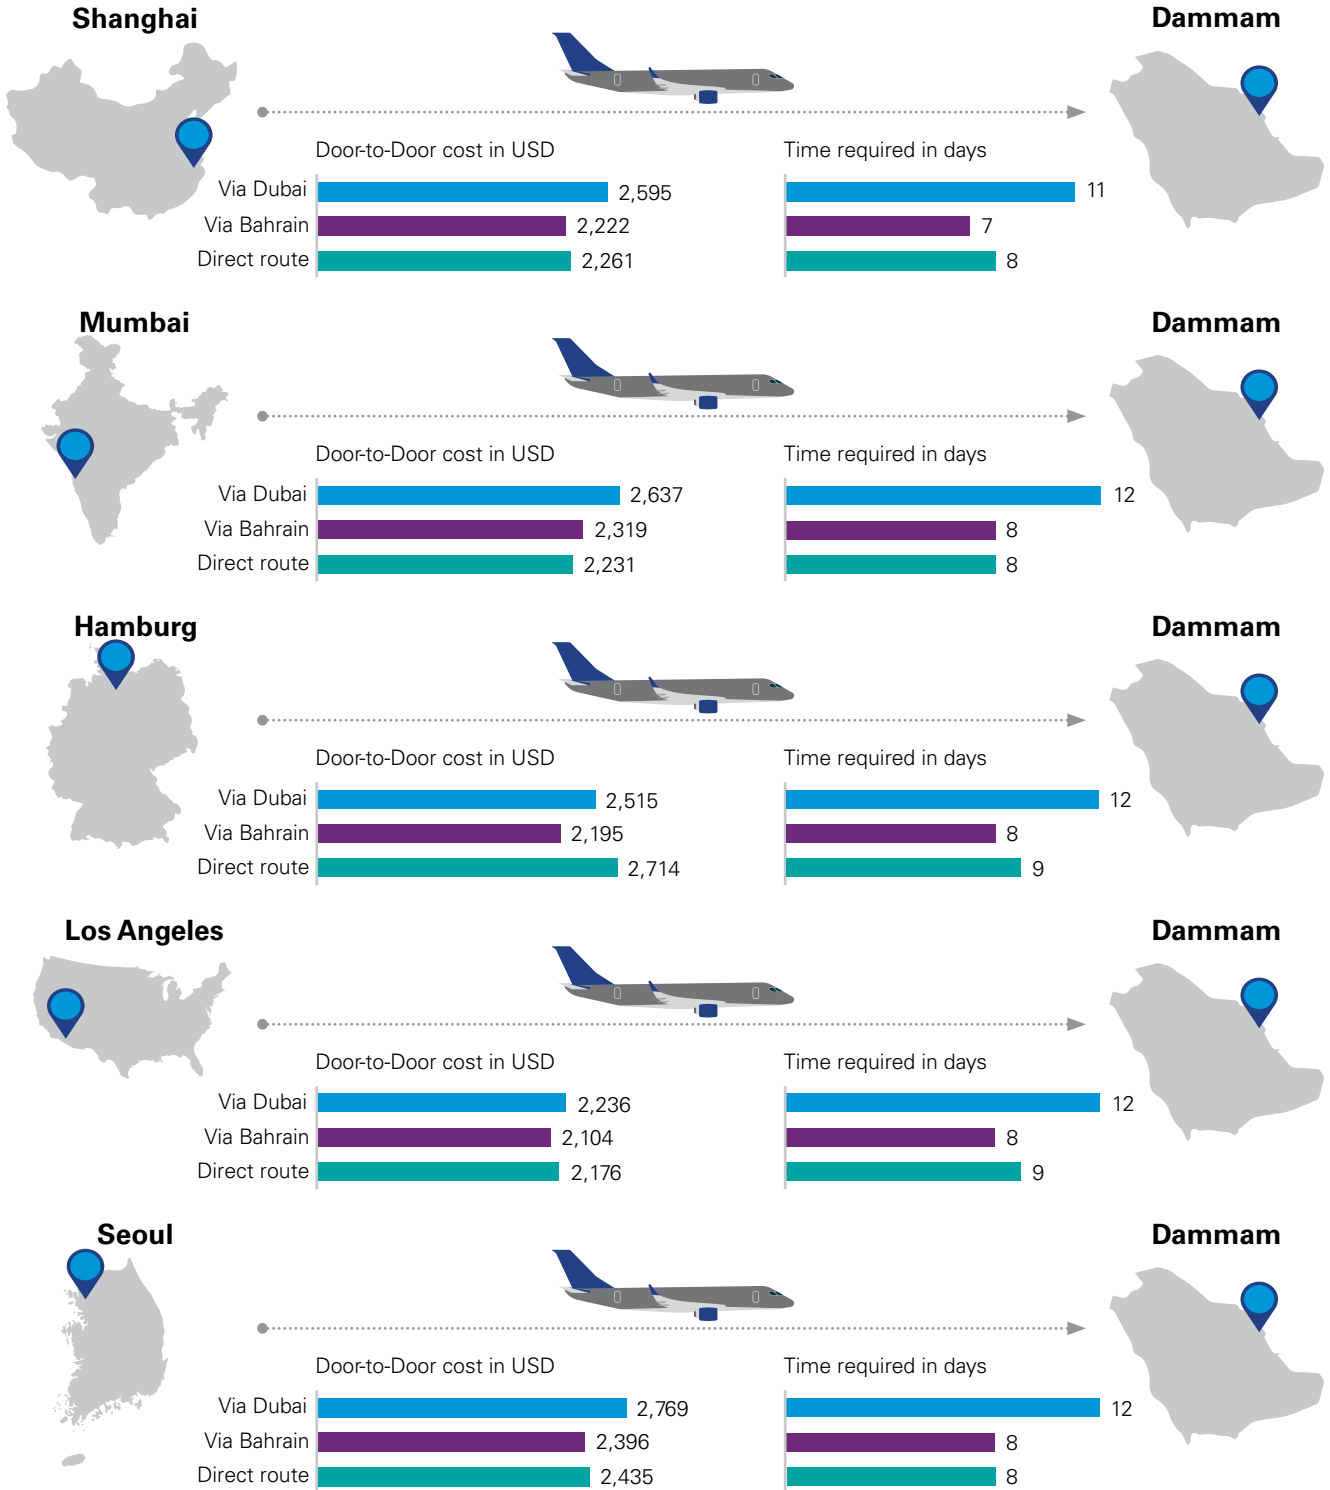 Shanghai
Dammam
Door-to-Door cost in USD
Time required in days
Via Dubai 2,595 11
Via Bahrain 2,222 7
Direct route 2,261 8
Mumbai
Dammam
Door-to-Door cost in USD
Time required in days
Via Dubai 2,637 12
Via Bahrain 2,319 8
Direct route 2,231 8
Hamburg
Dammam
Door-to-Door cost in USD
Time required in days
Via Dubai 2,515 12
Via Bahrain 2,195 8
Direct route 2,714 9
Los Angeles
Dammam
Door-to-Door cost in USD
Time required in days
Via Dubai 2,236 12
Via Bahrain 2,104 8
Direct route 2,176 9
Seoul
Dammam
Door-to-Door cost in USD
Time required in days
Via Dubai 2,769 12
Via Bahrain 2,396 8
Direct route 2,435 8